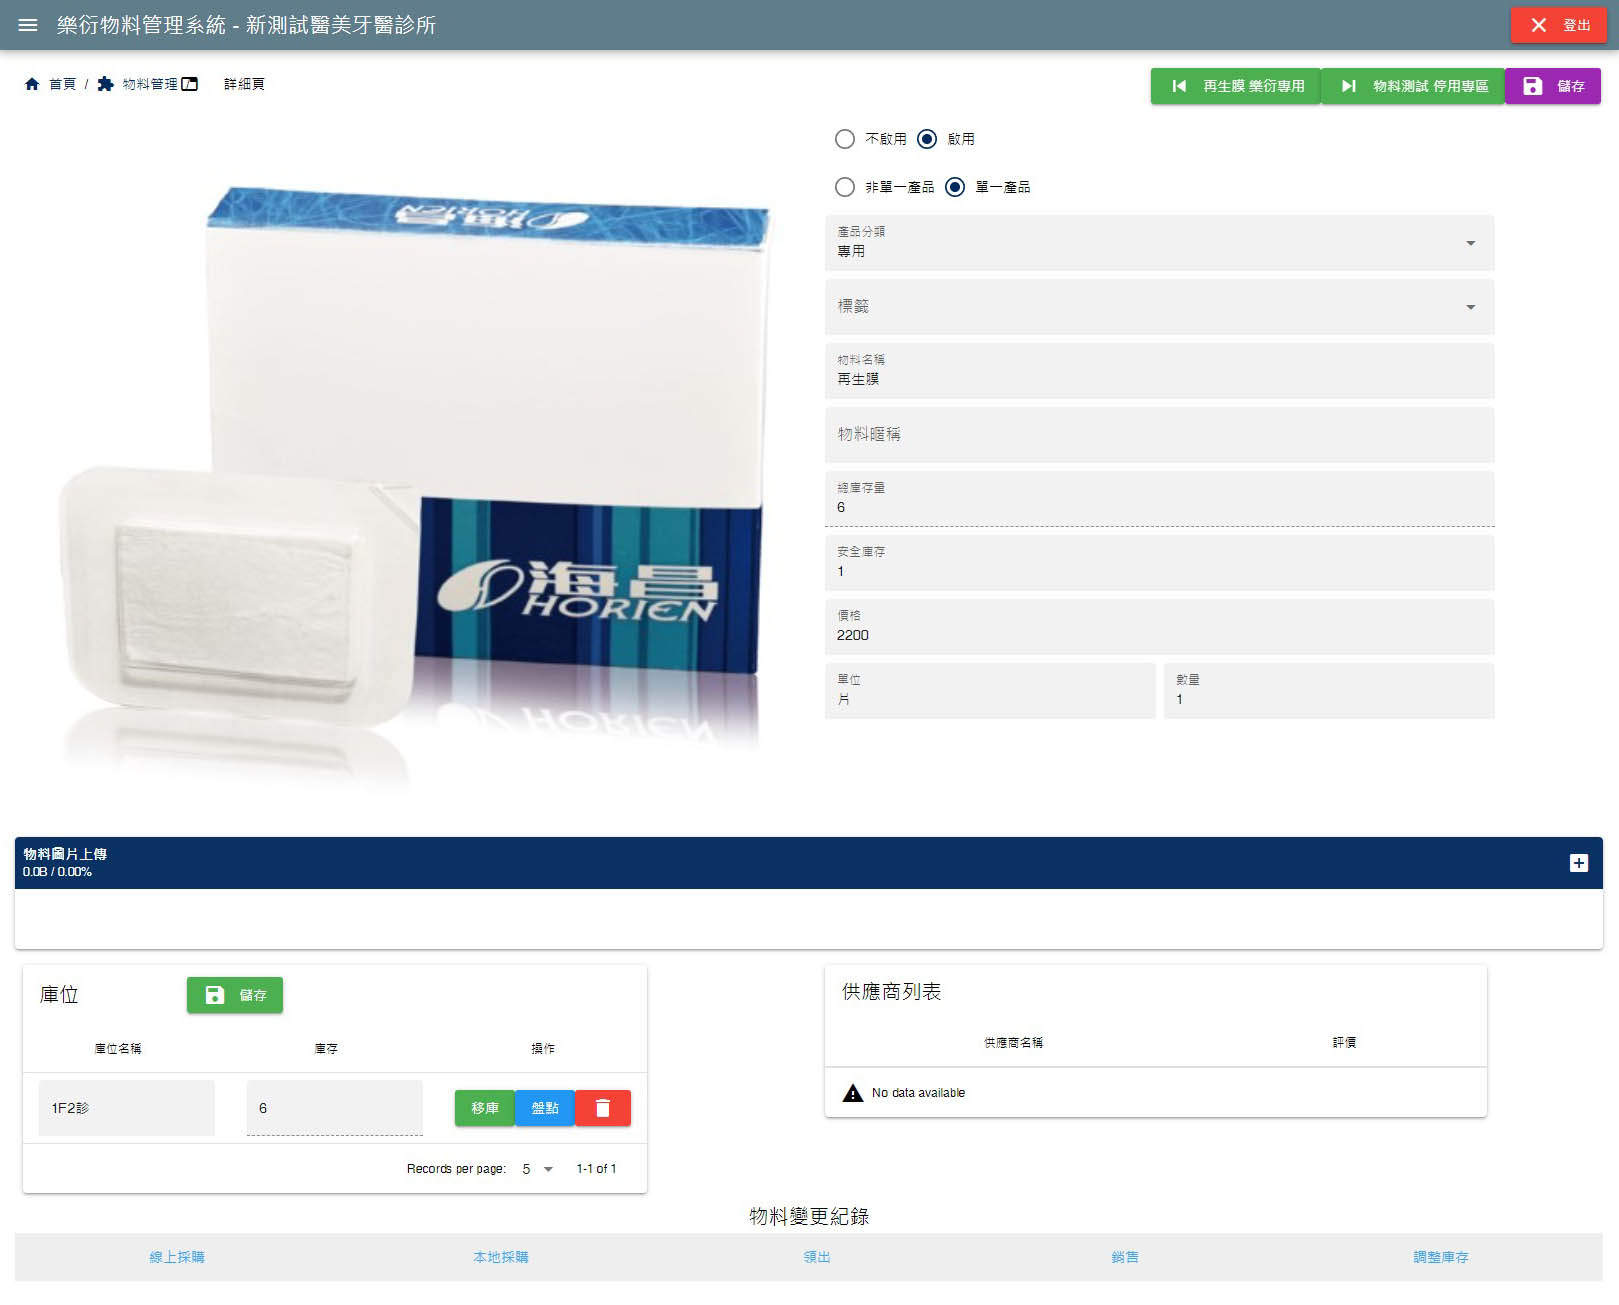 樂衍物料管理系統 - 新測試醫美牙醫診所
登出
首頁 / 物料管理 詳細頁
再生膜 樂衍專用
物料測試 停用專區
儲存
不啟用 啟用
非單一產品 單一產品
產品分類
專用
標籤
物料名稱
再生膜
物料暱稱
總庫存量
6
安全庫存
1
價格
2200
單位
片
數量
1
海昌
HORIEN
海昌
HORIEN
物料圖片上傳
0.0B / 0.00%
庫位
儲存
庫位名稱 庫存 操作
1F2診 6 移庫 盤點
Records per page: 5 1-1 of 1
供應商列表
供應商名稱 評價
No data available
物料變更紀錄
線上採購 本地採購 領出 銷售 調整庫存